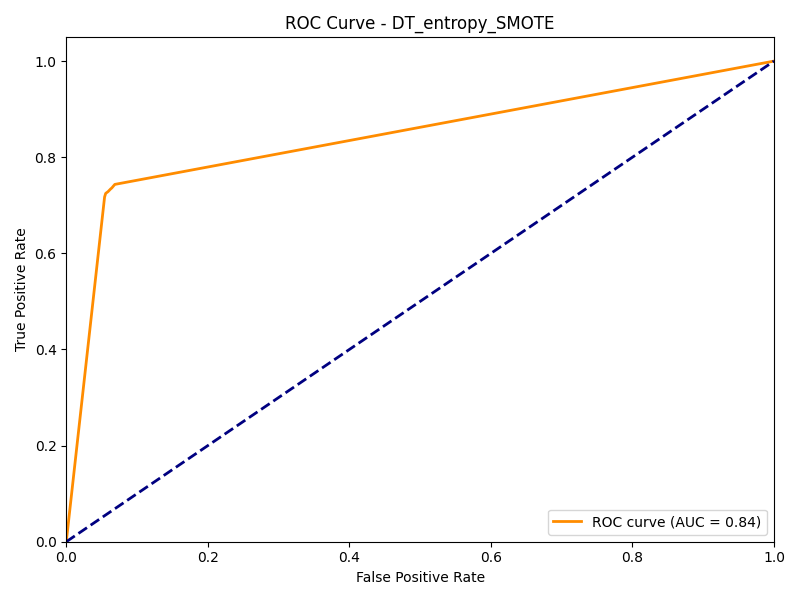 ROC Curve - DT_entropy_SMOTE
True Positive Rate
1.0
0.8
0.6
0.4
0.2
0.0
ROC curve (AUC = 0.84)
0.0 0.2 0.4 0.6 0.8 1.0
False Positive Rate